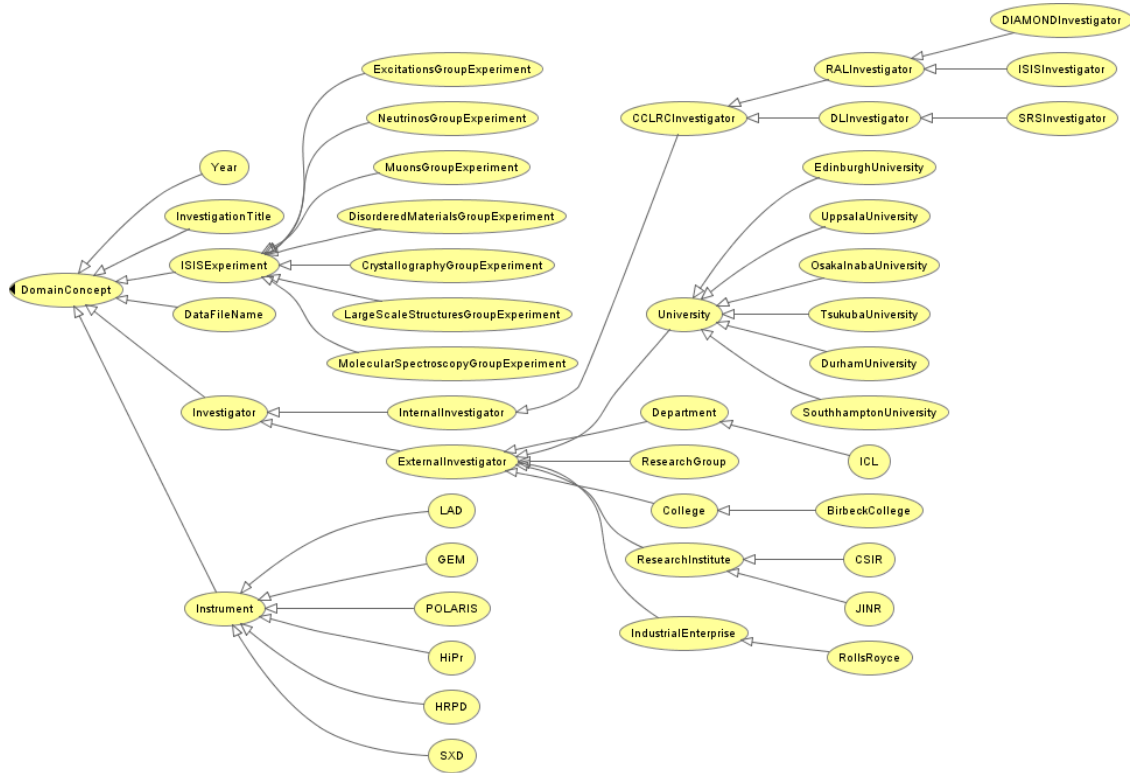 DIAMONDInvestigator
ExcitationsGroupExperiment
RALInvestigator
ISISInvestigator
NeutrinosGroupExperiment
CCLRCInvestigator
DLInvestigator
SRSInvestigator
Year
MuonsGroupExperiment
EdinburghUniversity
InvestigationTitle
DisorderedMaterialsGroupExperiment
UppsalaUniversity
ISISExperiment
CrystallographyGroupExperiment
OsakaInabaUniversity
DomainConcept
DataFileName
LargeScaleStructuresGroupExperiment
University
TsukubaUniversity
MolecularSpectroscopyGroupExperiment
DurhamUniversity
Investigator
InternalInvestigator
Department
SouthhamptonUniversity
ExternalInvestigator
ResearchGroup
ICL
LAD
College
BirbeckCollege
GEM
ResearchInstitute
CSIR
Instrument
POLARIS
JINR
IndustrialEnterprise
HiPr
RollsRoyce
HRPD
SXD